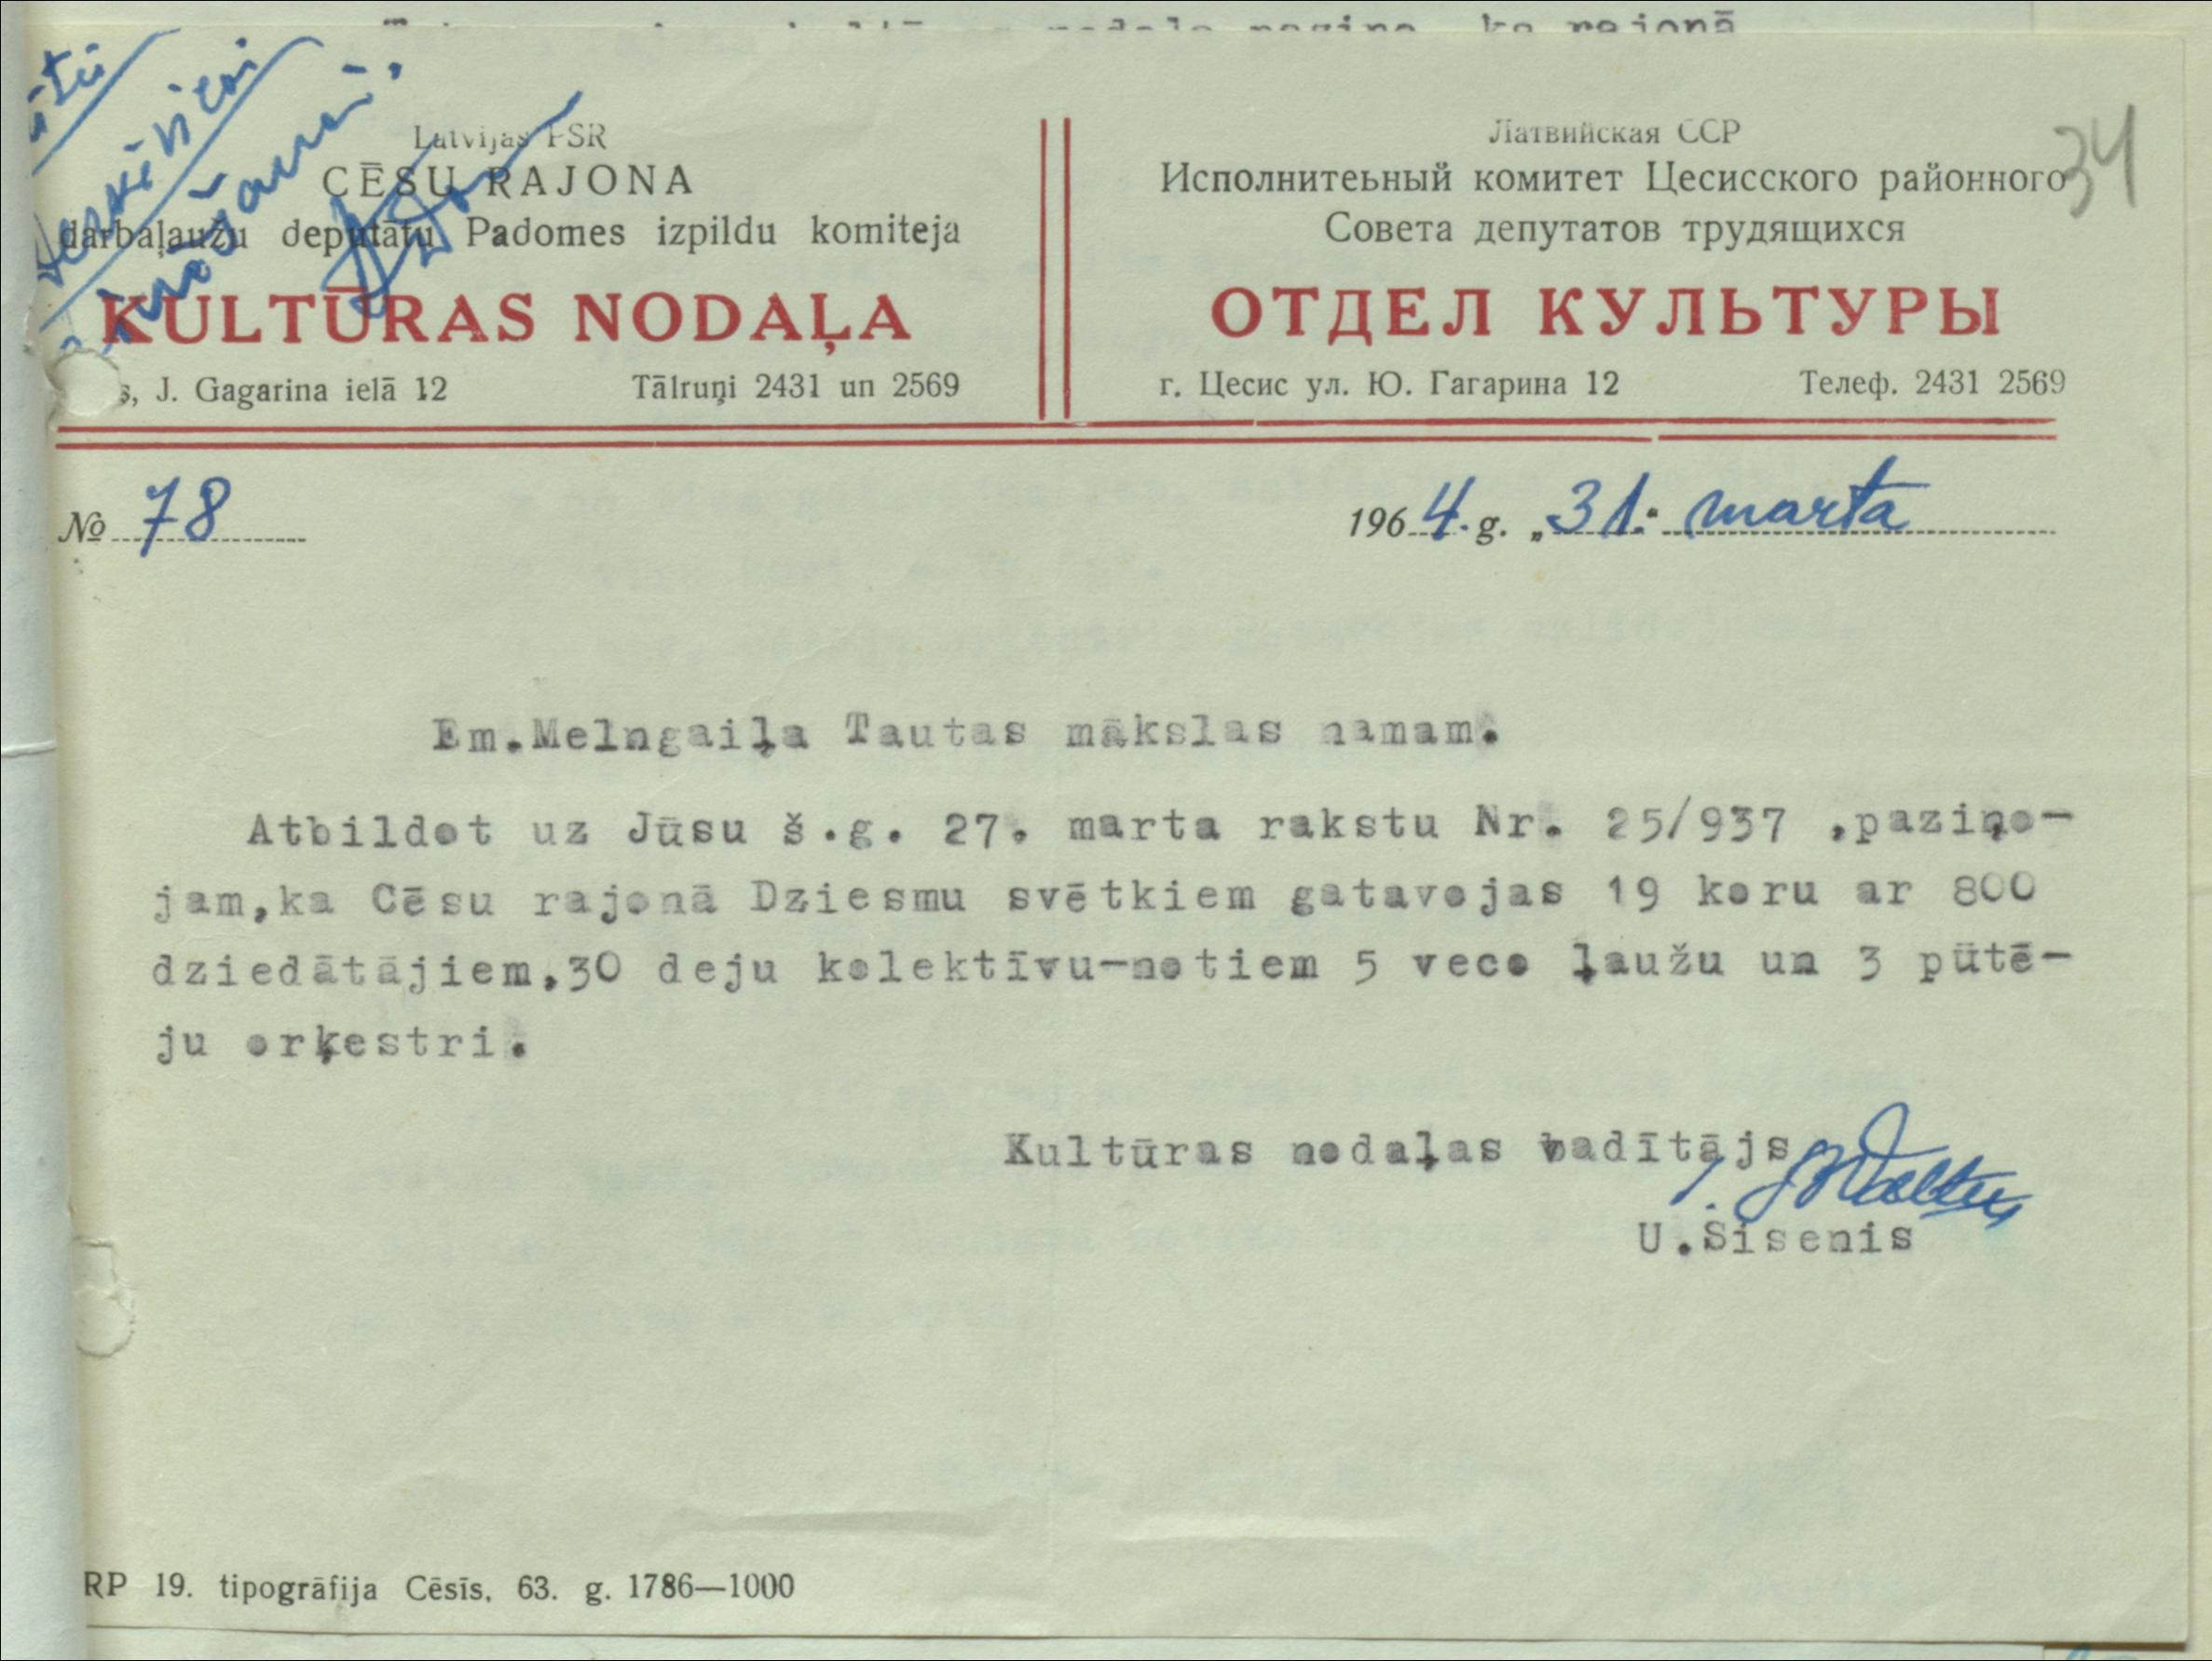 34
Latvijas PSR
CĒSU RAJONA
darbaļaužu deputātu Padomes izpildu komiteja
KULTŪRAS NODAĻA
s, J. Gagarina ielā 12 Tālruņi 2431 un 2569
Латвийская ССР
Исполнитеьный комитет Цесисского районного
Совета депутатов трудящихся
ОТДЕЛ КУЛЬТУРЫ
г. Цесис ул. Ю. Гагарина 12 Телеф. 2431 2569
№ 78 1964. g. „31." marta
Em.Melngaiļa Tautas mākslas namam.
Atbildot uz Jūsu š.g. 27. marta rakstu Nr. 25/937 ,paziņo-
jam,ka Cēsu rajonā Dziesmu svētkiem gatavojas 19 koru ar 800
dziedātājiem,30 deju kolektīvu-notiem 5 veco ļaužu un 3 pūtē-
ju orķestri.
Kultūras nodaļas vadītājs
U.Sisenis
RP 19. tipogrāfija Cēsīs, 63. g. 1786—1000